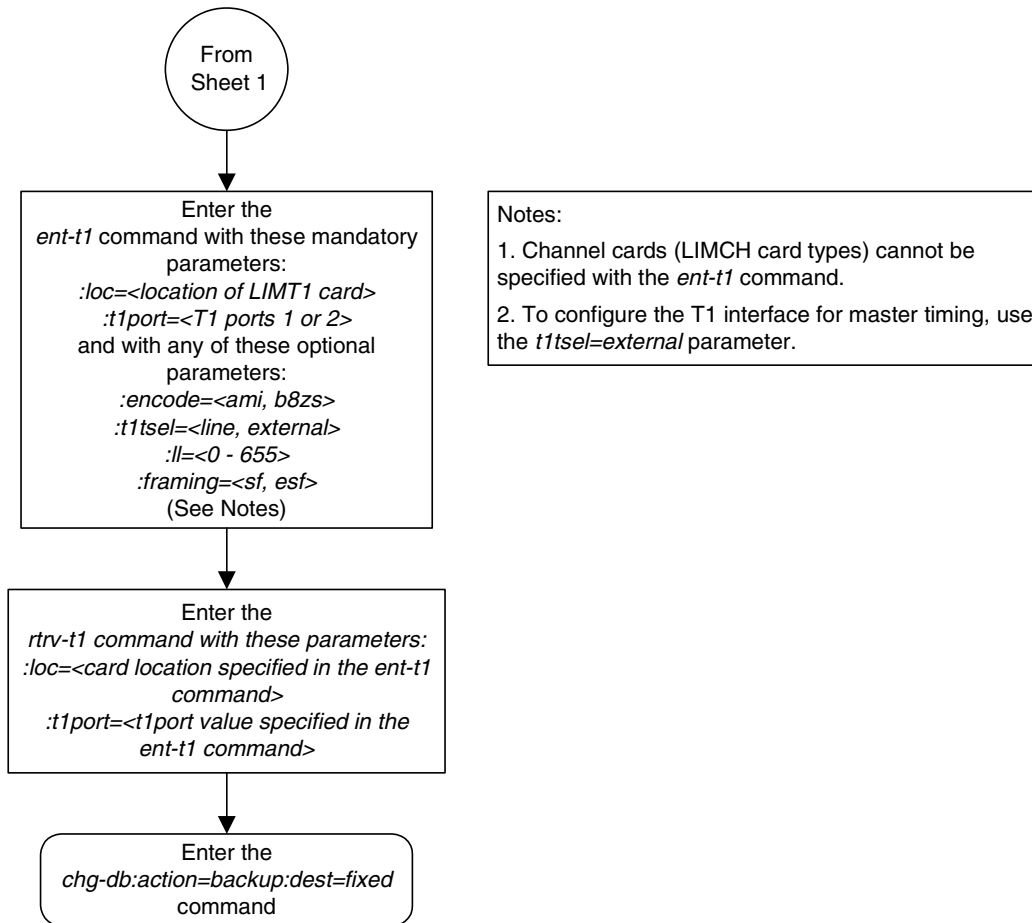 From
Sheet 1
Enter the
ent-t1 command with these mandatory
parameters:
:loc=<location of LIMT1 card>
:t1port=<T1 ports 1 or 2>
and with any of these optional
parameters:
:encode=<ami, b8zs>
:t1tsel=<line, external>
:ll=<0 - 655>
:framing=<sf, esf>
(See Notes)
Notes:
1. Channel cards (LIMCH card types) cannot be
specified with the ent-t1 command.
2. To configure the T1 interface for master timing, use
the t1tsel=external parameter.
Enter the
rtrv-t1 command with these parameters:
:loc=<card location specified in the ent-t1
command>
:t1port=<t1port value specified in the
ent-t1 command>
Enter the
chg-db:action=backup:dest=fixed
command